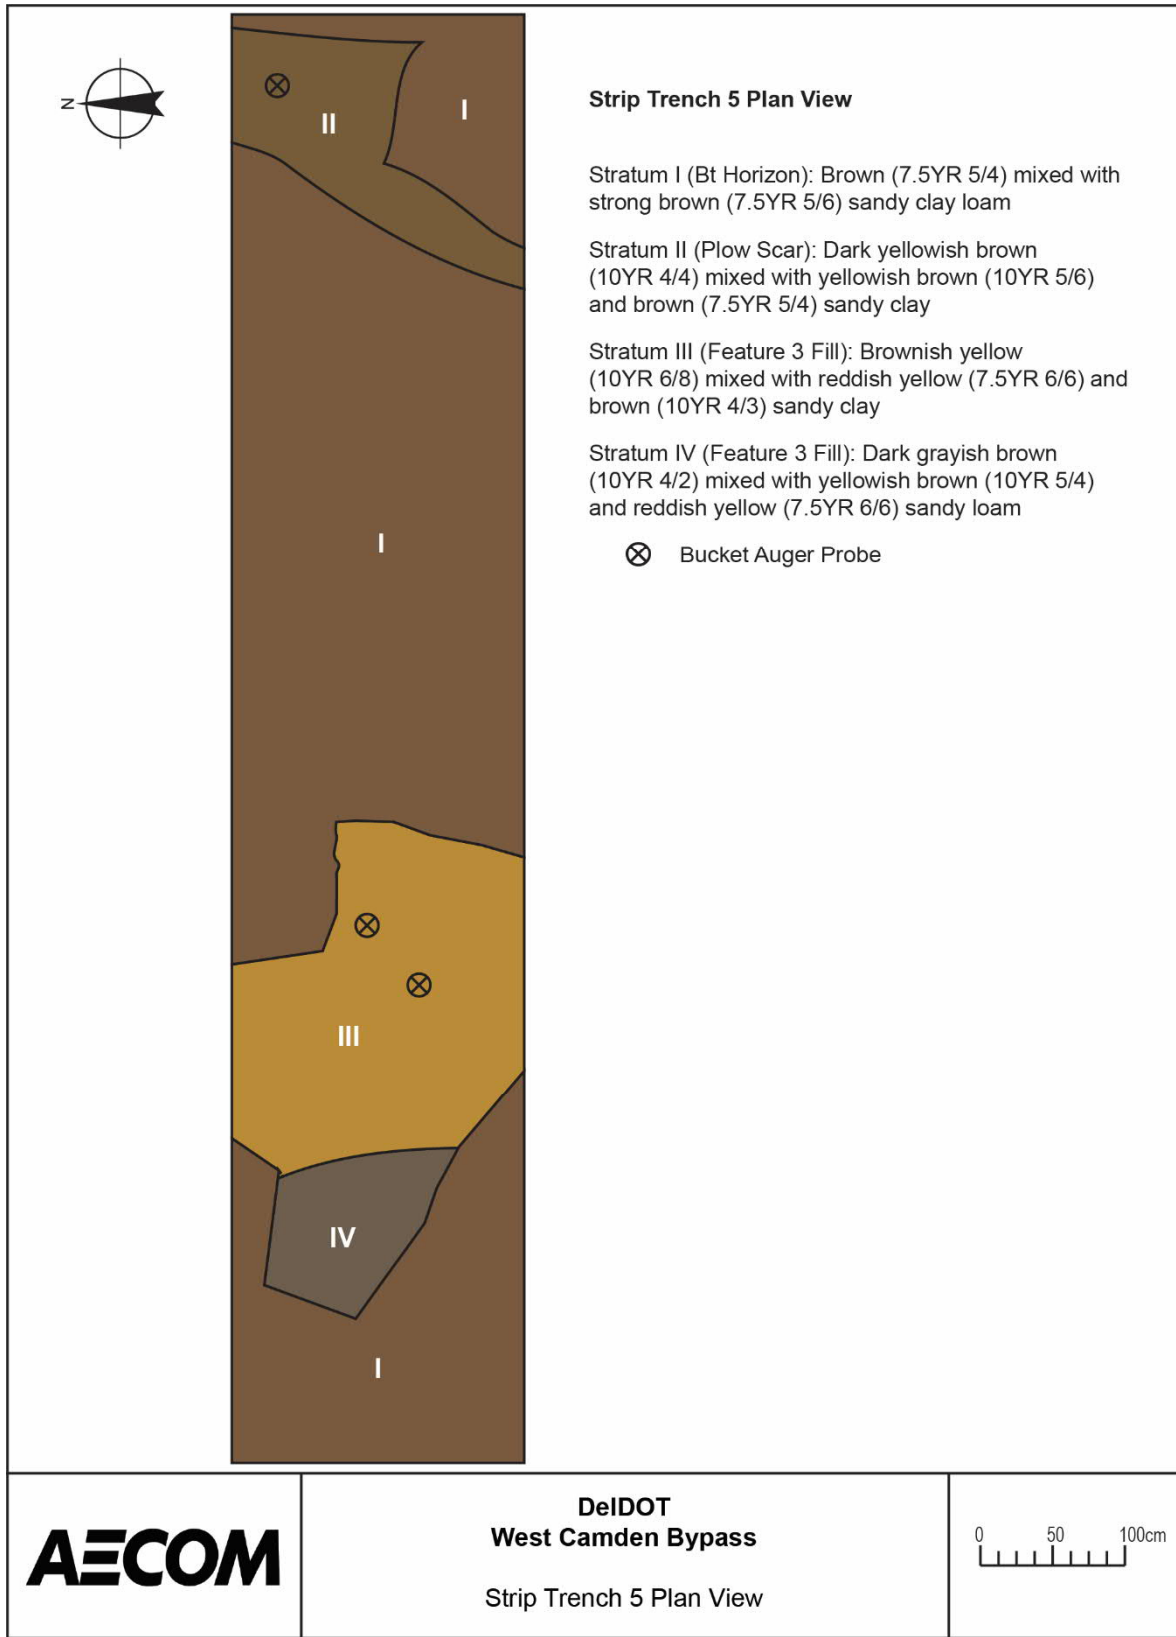 N
II
I
Strip Trench 5 Plan View
Stratum I (Bt Horizon): Brown (7.5YR 5/4) mixed with
strong brown (7.5YR 5/6) sandy clay loam
Stratum II (Plow Scar): Dark yellowish brown
(10YR 4/4) mixed with yellowish brown (10YR 5/6)
and brown (7.5YR 5/4) sandy clay
Stratum III (Feature 3 Fill): Brownish yellow
(10YR 6/8) mixed with reddish yellow (7.5YR 6/6) and
brown (10YR 4/3) sandy clay
Stratum IV (Feature 3 Fill): Dark grayish brown
(10YR 4/2) mixed with yellowish brown (10YR 5/4)
and reddish yellow (7.5YR 6/6) sandy loam
Bucket Auger Probe
I
III
IV
I
AECOM
DelDOT
West Camden Bypass
Strip Trench 5 Plan View
0 50 100cm